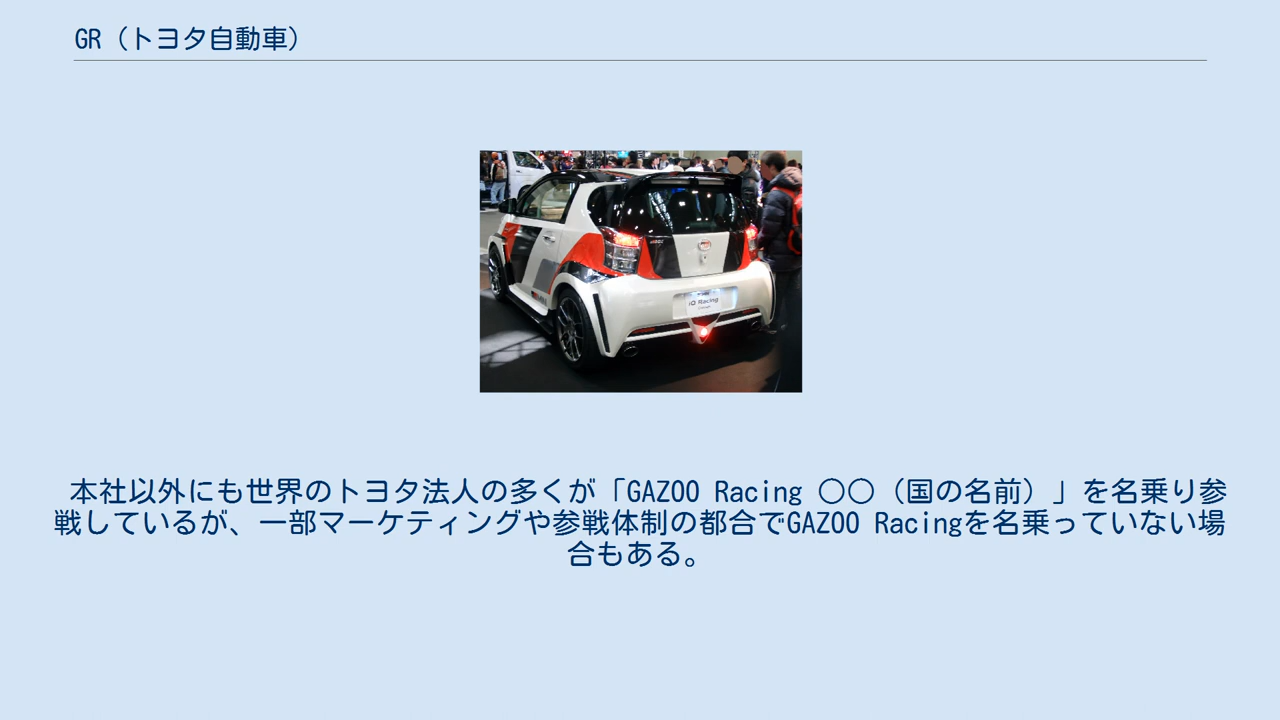 GR（トヨタ自動車）
iQ Racing
本社以外にも世界のトヨタ法人の多くが「GAZOO Racing 〇〇（国の名前）」を名乗り参
戦しているが、一部マーケティングや参戦体制の都合でGAZOO Racingを名乗っていない場
合もある。